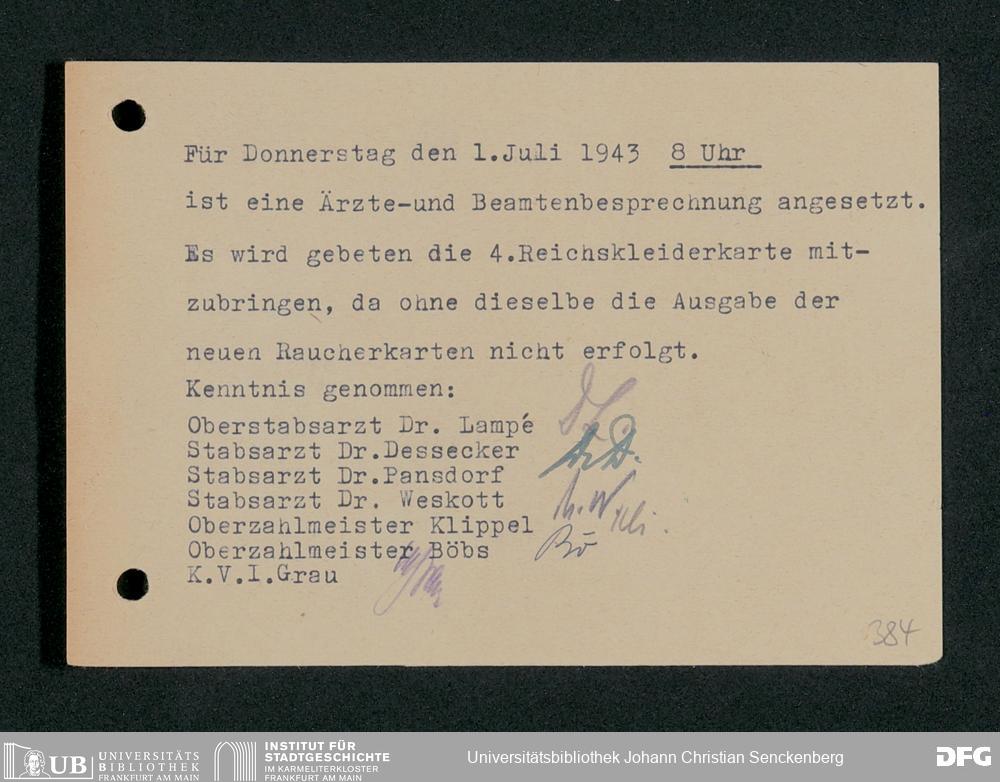 Für Donnerstag den 1.Juli 1943 8 Uhr
ist eine Ärzte-und Beamtenbesprechnung angesetzt.
Es wird gebeten die 4.Reichskleiderkarte mit-
zubringen, da ohne dieselbe die Ausgabe der
neuen Raucherkarten nicht erfolgt.
Kenntnis genommen:
Oberstabsarzt Dr. Lampé
Stabsarzt Dr.Dessecker
Stabsarzt Dr.Pansdorf
Stabsarzt Dr. Weskott
Oberzahlmeister Klippel
Oberzahlmeister Böbs
K.V.I.Grau
384
UB UNIVERSITÄTS
BIBLIOTHEK
FRANKFURT AM MAIN
INSTITUT FÜR
STADTGESCHICHTE
IM KARMELITERKLOSTER
FRANKFURT AM MAIN
Universitätsbibliothek Johann Christian Senckenberg
DFG